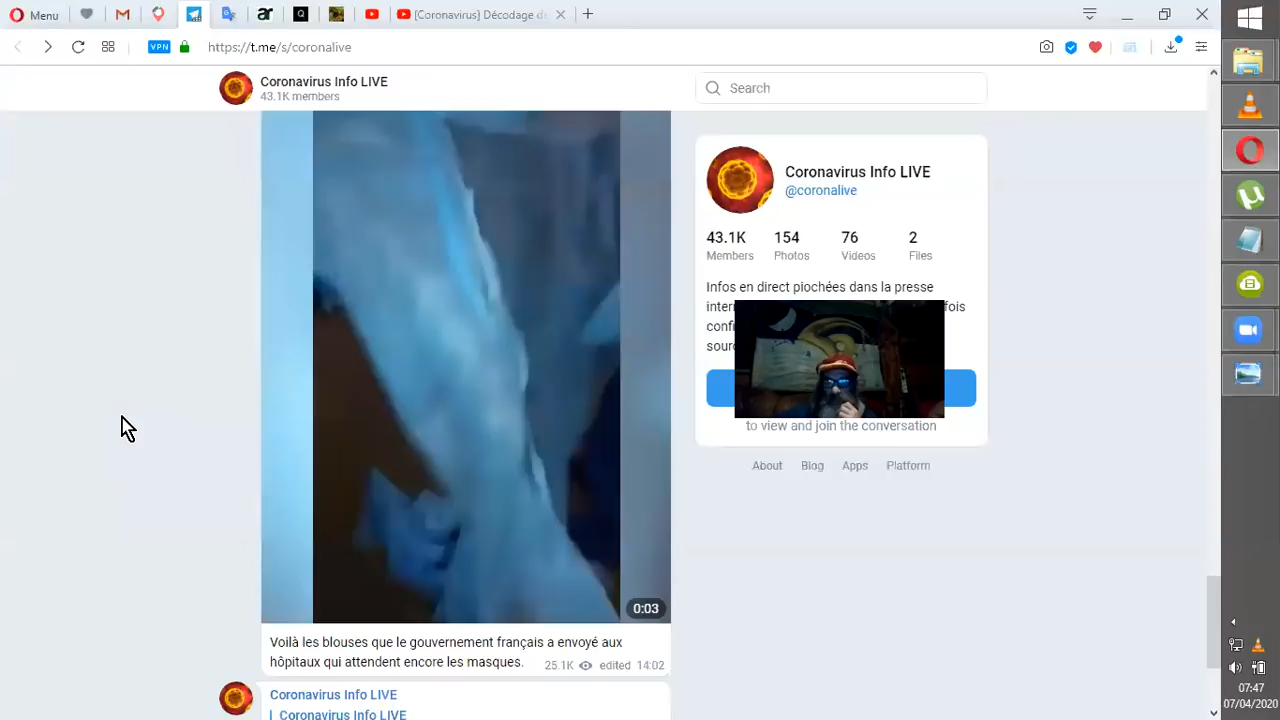 Menu
[Coronavirus] Décodage d
VPN
https://t.me/s/coronalive
Coronavirus Info LIVE
43.1K members
Search
Coronavirus Info LIVE
@coronalive
43.1K 154 76 2
Members Photos Videos Files
Infos en direct piochées dans la presse
fois
to view and join the conversation
About Blog Apps Platform
0:03
Voilà les blouses que le gouvernement français a envoyé aux
hôpitaux qui attendent encore les masques.
25.1K edited 14:02
Coronavirus Info LIVE
Coronavirus Info LIVE
07:47
07/04/2020